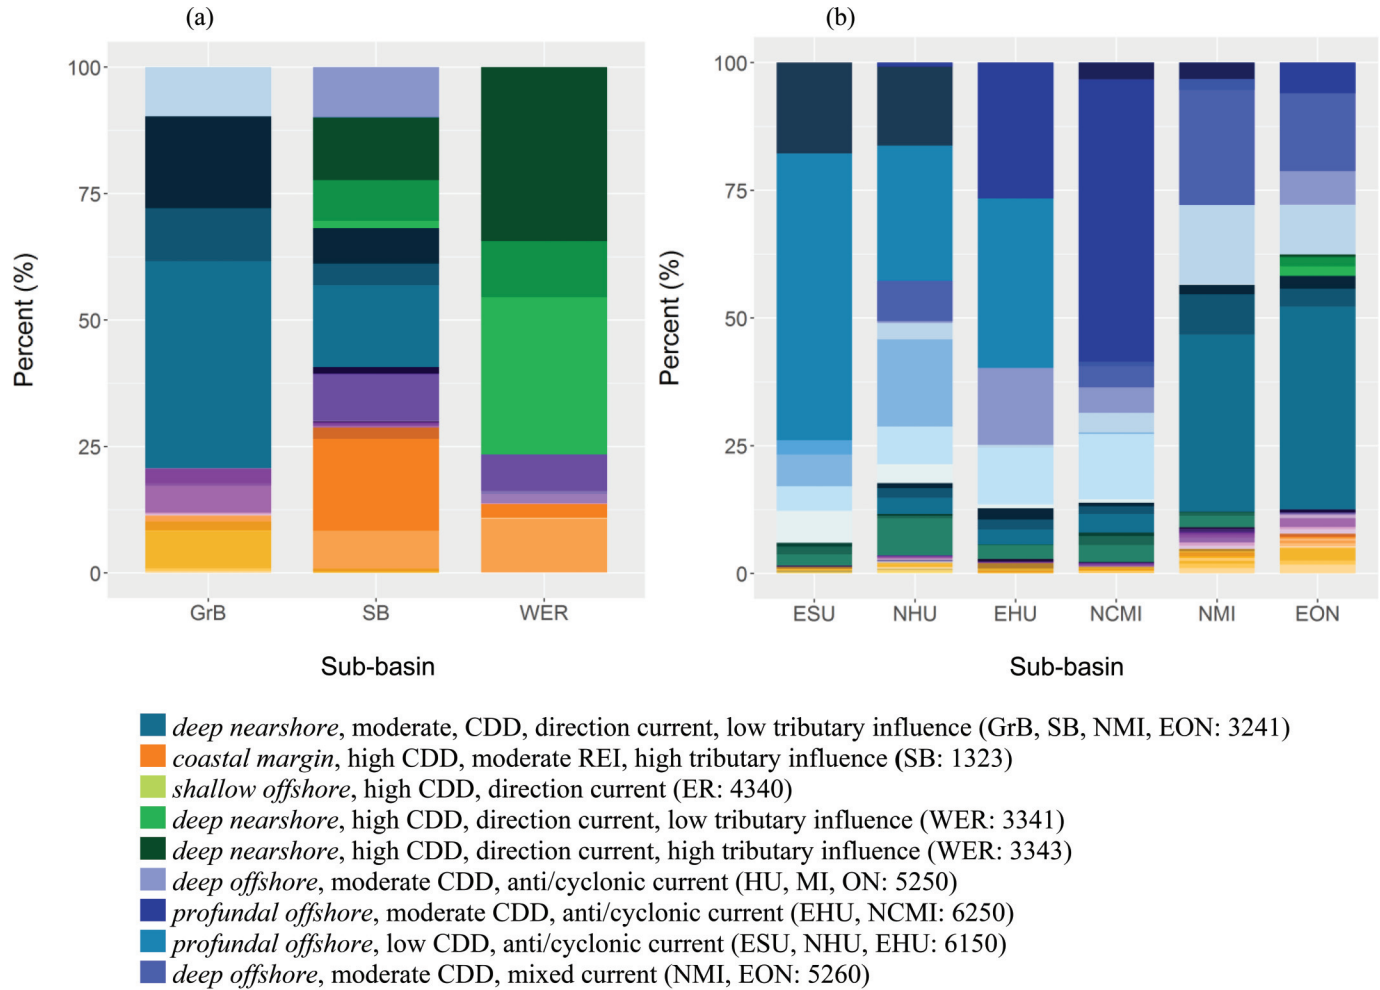 (a)
(b)
Percent (%)
100
75
50
25
0
GrB SB WER
Sub-basin
Percent (%)
100
75
50
25
0
ESU NHU EHU NCMI NMI EON
Sub-basin
deep nearshore, moderate, CDD, direction current, low tributary influence (GrB, SB, NMI, EON: 3241)
coastal margin, high CDD, moderate REI, high tributary influence (SB: 1323)
shallow offshore, high CDD, direction current (ER: 4340)
deep nearshore, high CDD, direction current, low tributary influence (WER: 3341)
deep nearshore, high CDD, direction current, high tributary influence (WER: 3343)
deep offshore, moderate CDD, anti/cyclonic current (HU, MI, ON: 5250)
profundal offshore, moderate CDD, anti/cyclonic current (EHU, NCMI: 6250)
profundal offshore, low CDD, anti/cyclonic current (ESU, NHU, EHU: 6150)
deep offshore, moderate CDD, mixed current (NMI, EON: 5260)